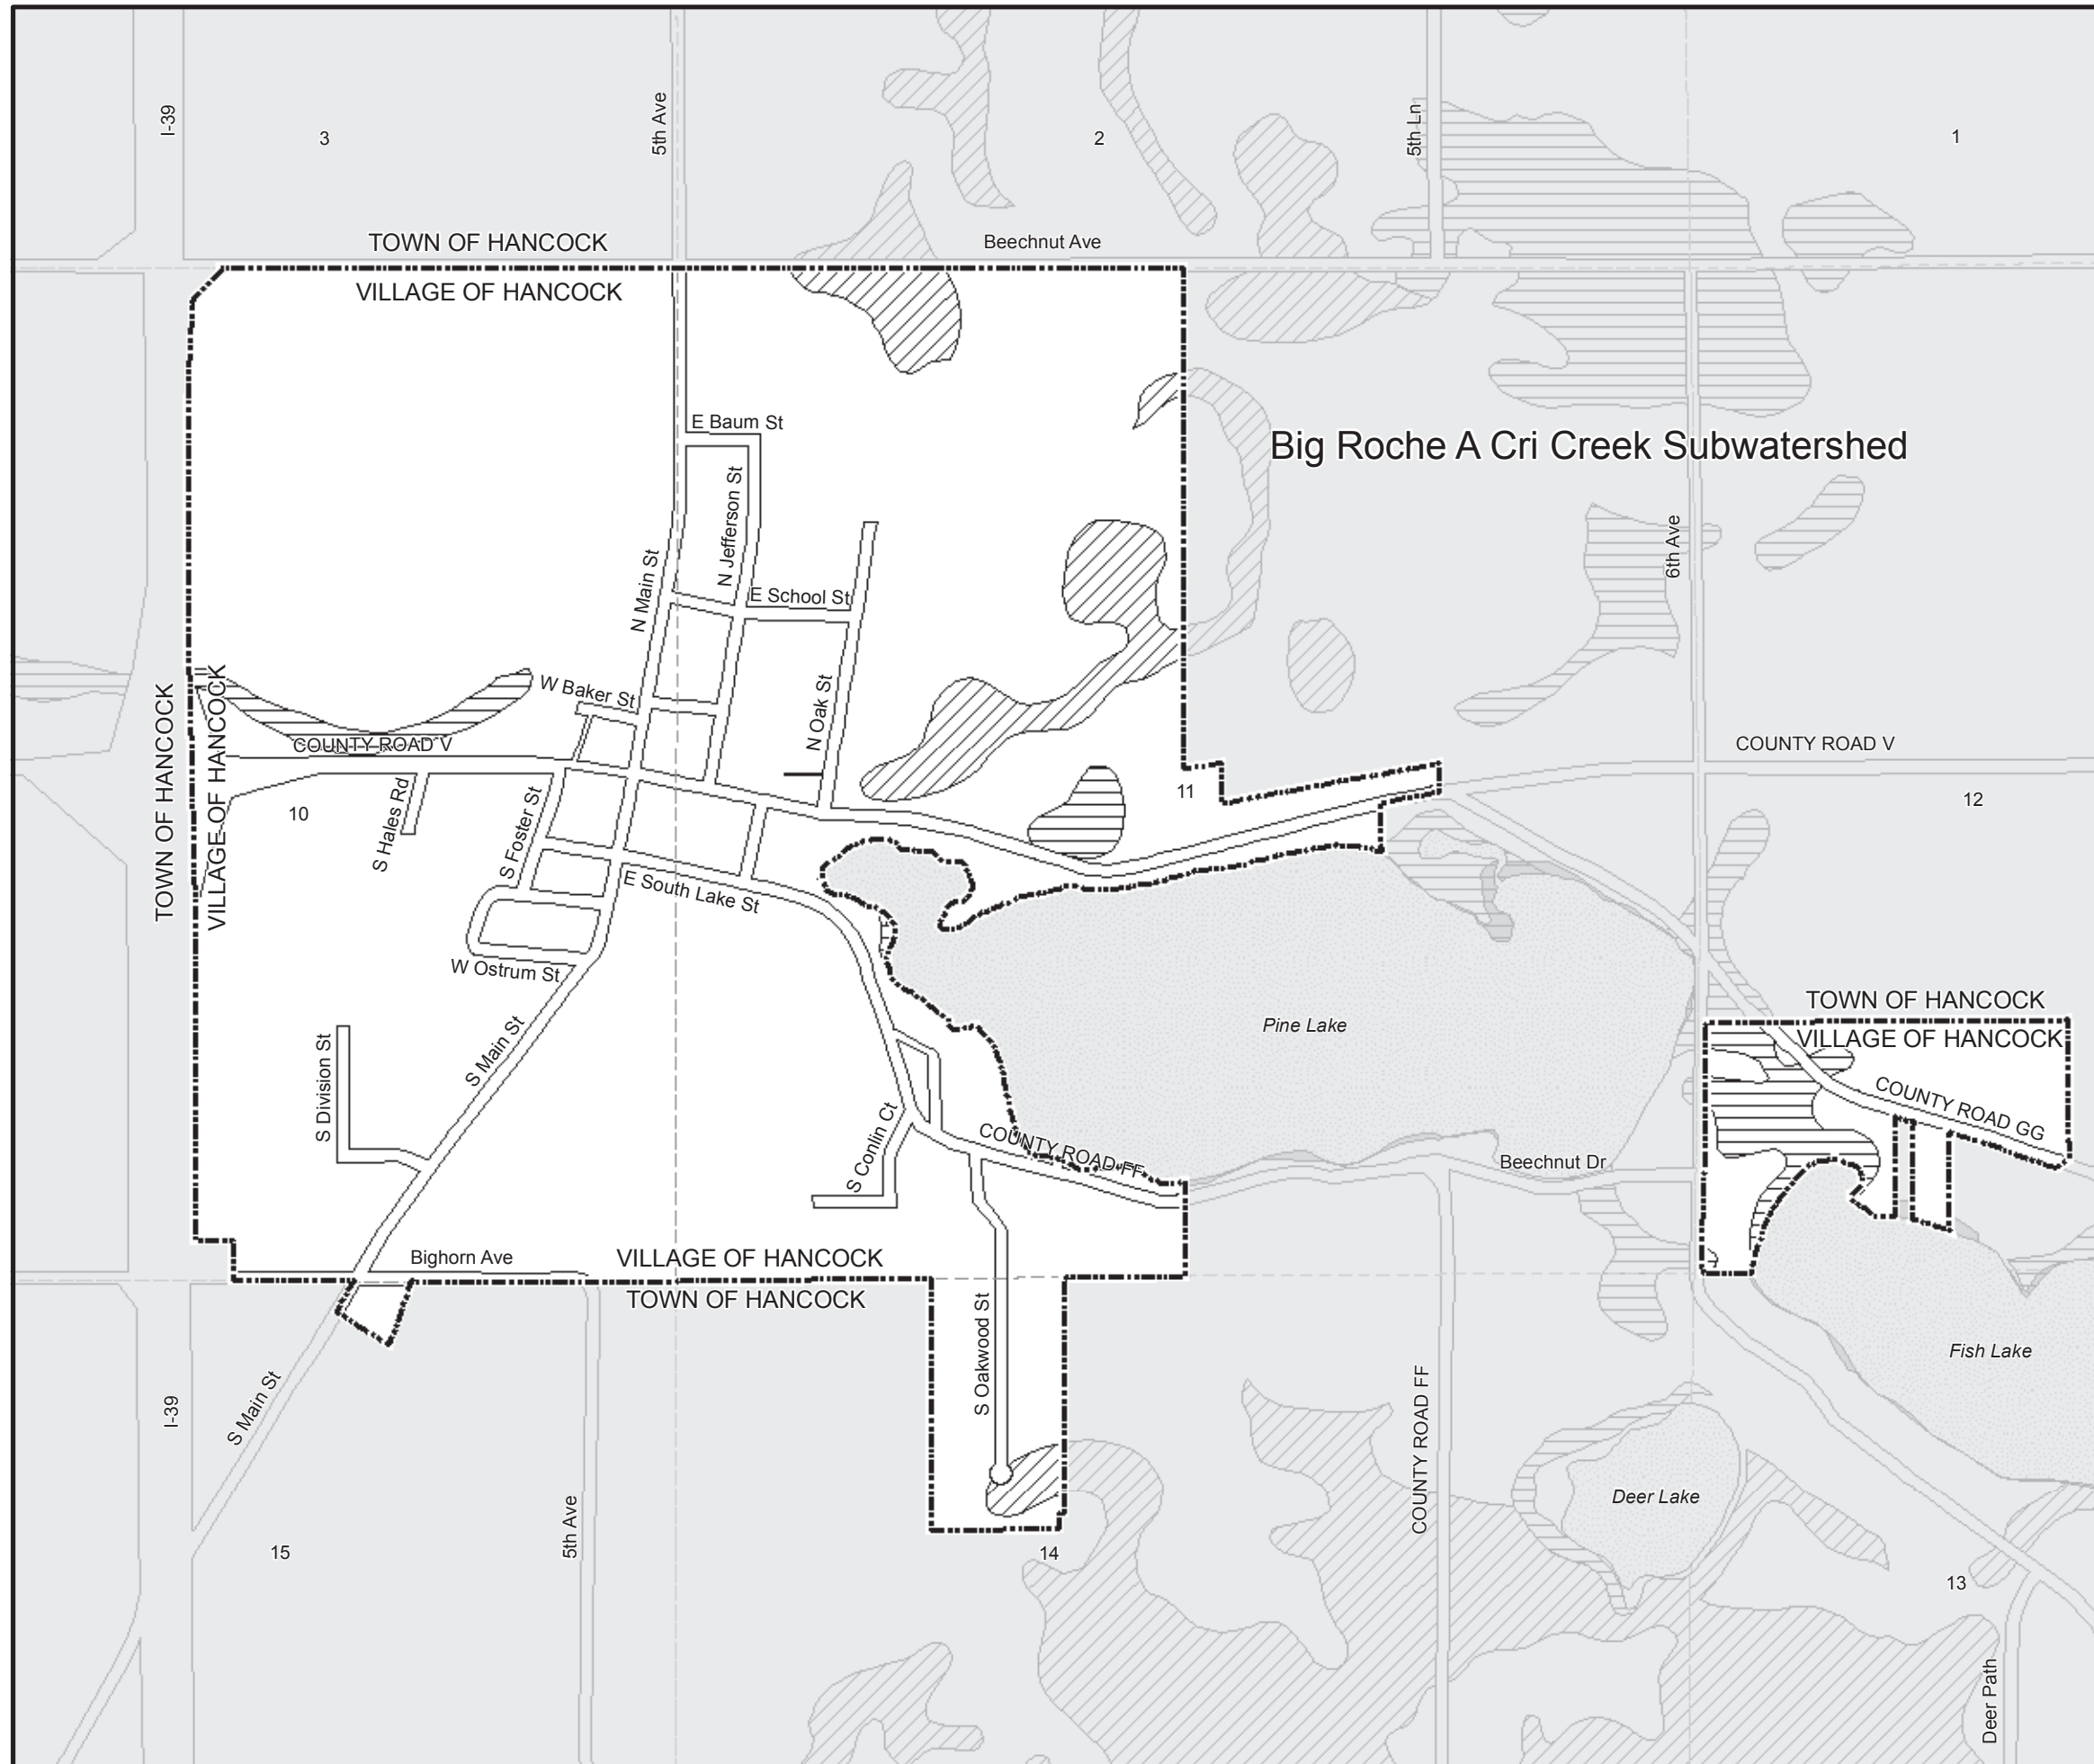 I-39
3
5th Ave
2
5th Ln
1
TOWN OF HANCOCK
Beechnut Ave
VILLAGE OF HANCOCK
E Baum St
Big Roche A Cri Creek Subwatershed
N Jefferson St
6th Ave
N Main St
E School St
W Baker St
N Oak St
COUNTY ROAD V
COUNTY ROAD V
TOWN OF HANCOCK
VILLAGE OF HANCOCK
10
S Hales Rd
S Foster St
11
12
E South Lake St
W Ostrum St
TOWN OF HANCOCK
Pine Lake
VILLAGE OF HANCOCK
S Division St
S Main St
COUNTY ROAD GG
S Conlin Ct
COUNTY ROAD FF
Beechnut Dr
Bighorn Ave
VILLAGE OF HANCOCK
TOWN OF HANCOCK
S Oakwood St
Fish Lake
I-39
S Main St
COUNTY ROAD FF
Deer Lake
5th Ave
15
14
13
Deer Path